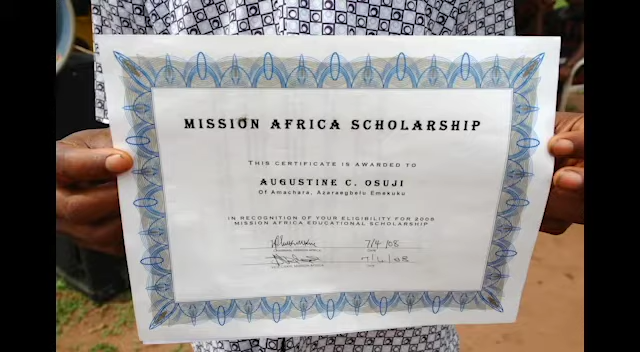 MISSION AFRICA SCHOLARSHIP
THIS CERTIFICATE IS AWARDED TO
AUGUSTINE C. OSUJI
Of Amachara, Azaraegbelu Emekuku
IN RECOGNITION OF YOUR ELIGIBILITY FOR 2008
MISSION AFRICA EDUCATIONAL SCHOLARSHIP
7/4/08
7/4/08